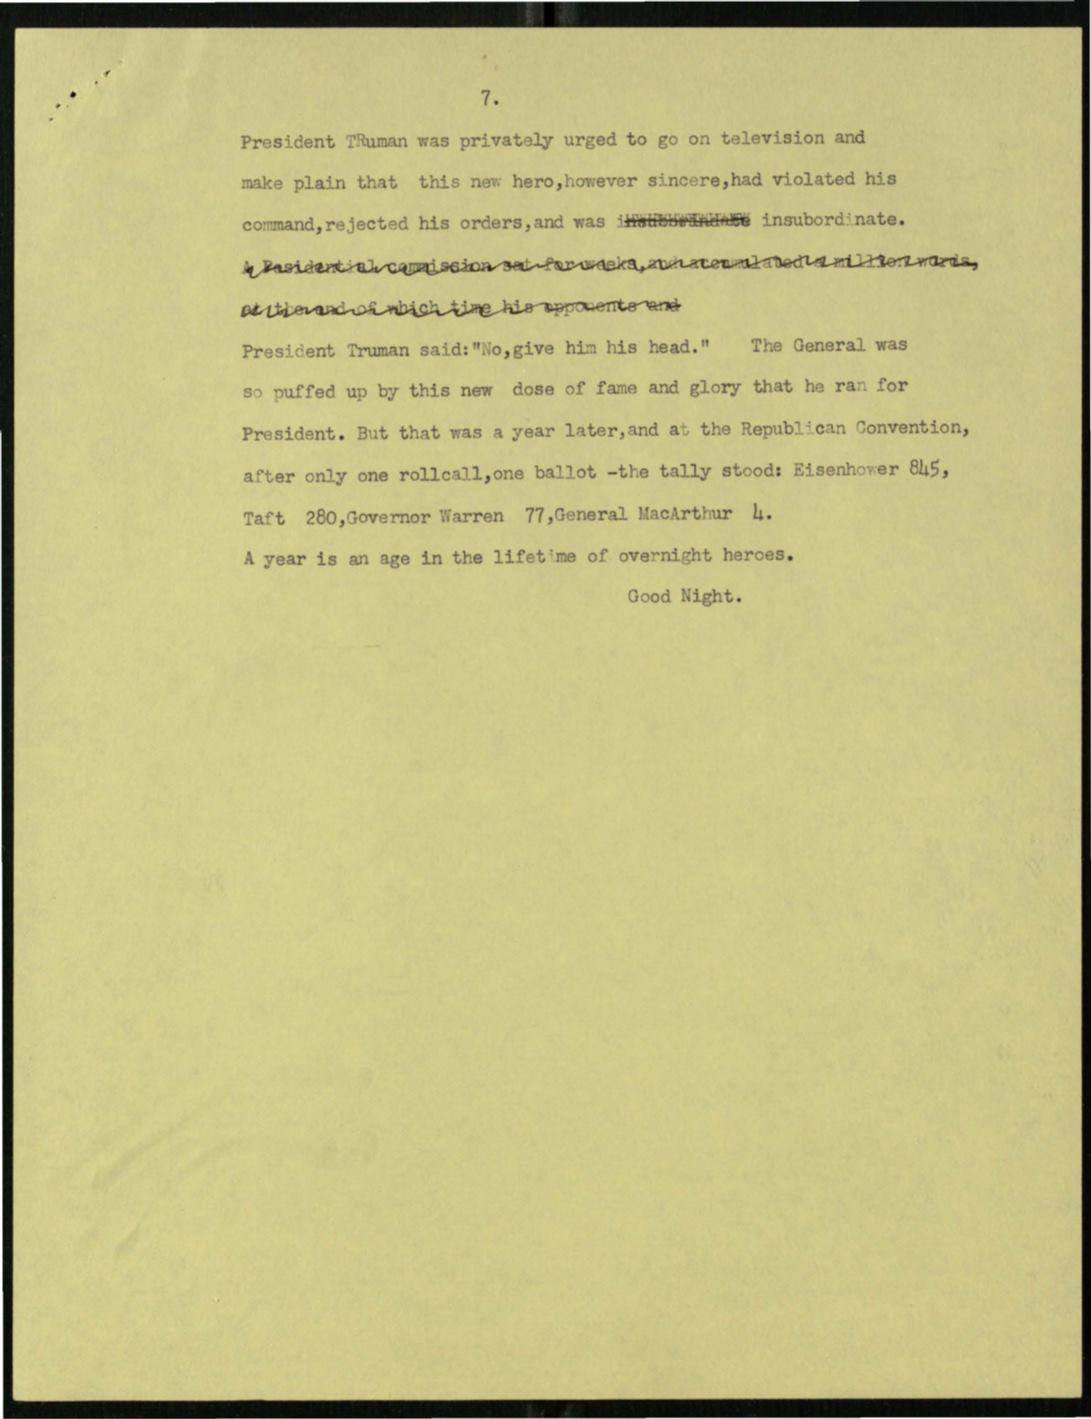 7.
President TRuman was privately urged to go on television and
make plain that this new hero,however sincere,had violated his
command,rejected his orders,and was insubordinate.
A Pesidential commission sat for weeks, a million words,
at the end of which time his opponents and
President Truman said:"No,give him his head." The General was
so puffed up by this new dose of fame and glory that he ran for
President. But that was a year later,and at the Republican Convention,
after only one rollcall,one ballot -the tally stood: Eisenhower 845,
Taft 280,Governor Warren 77,General MacArthur 4.
A year is an age in the lifetime of overnight heroes.
Good Night.